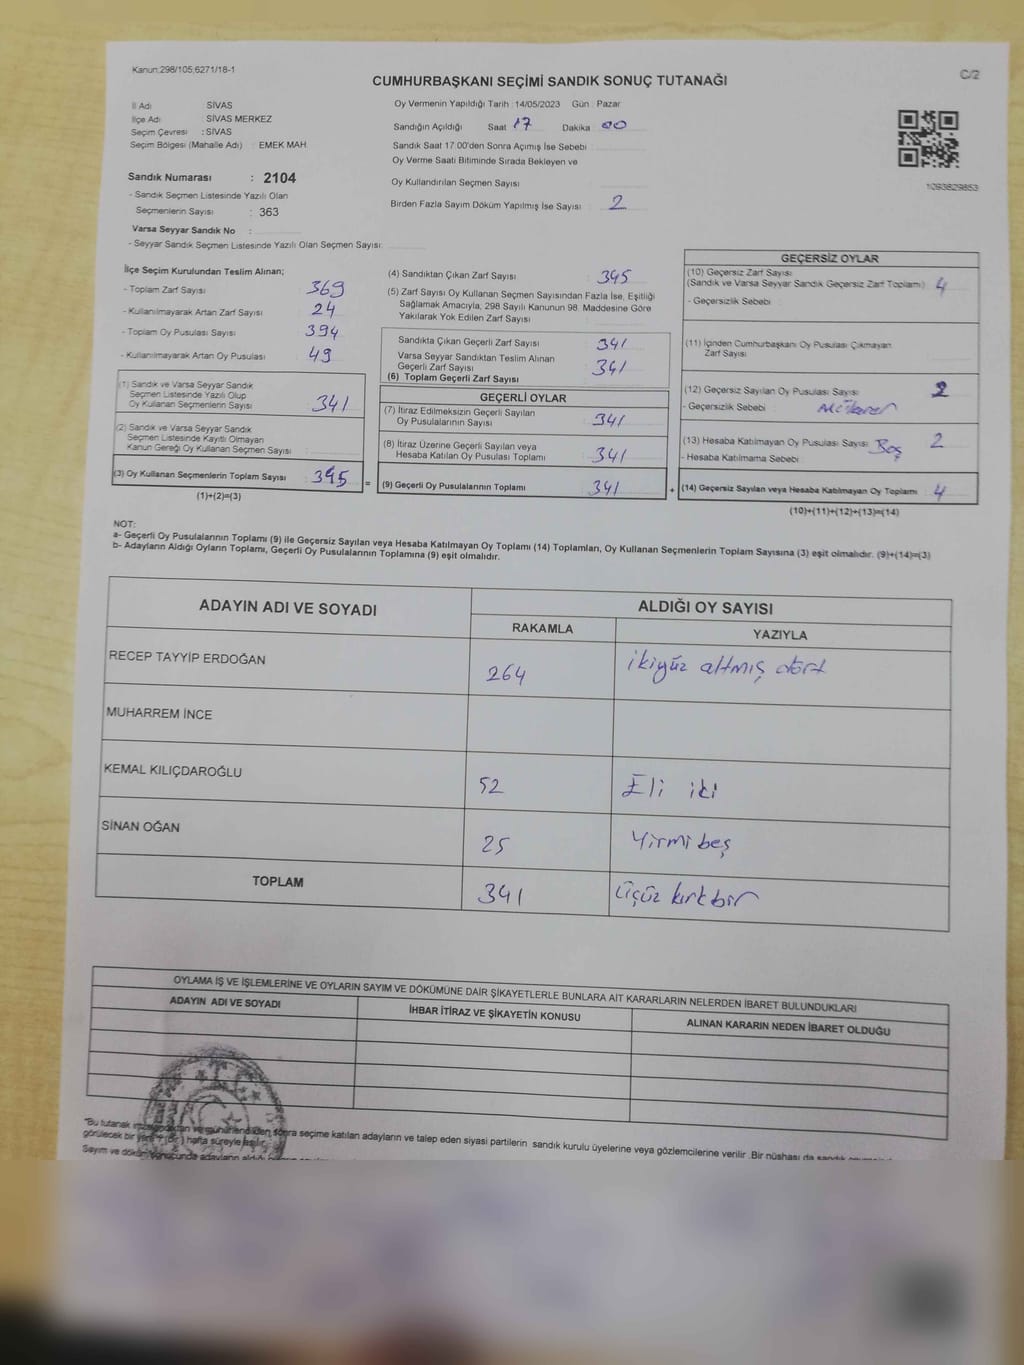 Kanun:298/105;6271/18-1
C/2
CUMHURBAŞKANI SEÇİMİ SANDIK SONUÇ TUTANAĞI
İl Adı SİVAS
İlçe Adı SİVAS MERKEZ
Seçim Çevresi : SİVAS
Seçim Bölgesi (Mahalle Adı) : EMEK MAH.
Sandık Numarası : 2104
- Sandık Seçmen Listesinde Yazılı Olan
Seçmenlerin Sayısı : 363
Varsa Seyyar Sandık No :
- Seyyar Sandık Seçmen Listesinde Yazılı Olan Seçmen Sayısı:
Oy Vermenin Yapıldığı Tarih :14/05/2023 Gün : Pazar
Sandığın Açıldığı Saat 17 Dakika : 00
Sandık Saat 17.00'den Sonra Açımış İse Sebebi :
Oy Verme Saati Bitiminde Sırada Bekleyen ve
Oy Kullandırılan Seçmen Sayısı :
Birden Fazla Sayım Döküm Yapılmış İse Sayısı : 2
1093829853
İlçe Seçim Kurulundan Teslim Alınan;
- Toplam Zarf Sayısı : 369
- Kullanılmayarak Artan Zarf Sayısı : 24
- Toplam Oy Pusulası Sayısı : 394
- Kullanılmayarak Artan Oy Pusulası : 49
(1) Sandık ve Varsa Seyyar Sandık
Seçmen Listesinde Yazılı Olup
Oy Kullanan Seçmenlerin Sayısı : 341
(2) Sandık ve Varsa Seyyar Sandık
Seçmen Listesinde Kayıtlı Olmayan
Kanun Gereği Oy Kullanan Seçmen Sayısı :
(3) Oy Kullanan Seçmenlerin Toplam Sayısı : 345 =
(1)+(2)=(3)
(4) Sandıktan Çıkan Zarf Sayısı : 345
(5) Zarf Sayısı Oy Kullanan Seçmen Sayısından Fazla İse, Eşitliği
Sağlamak Amacıyla, 298 Sayılı Kanunun 98. Maddesine Göre
Yakılarak Yok Edilen Zarf Sayısı :
Sandıkta Çıkan Geçerli Zarf Sayısı : 341
Varsa Seyyar Sandıktan Teslim Alınan
Geçerli Zarf Sayısı : 341
(6) Toplam Geçerli Zarf Sayısı
GEÇERLİ OYLAR
(7) İtiraz Edilmeksizin Geçerli Sayılan
Oy Pusulasının Sayısı : 341
(8) İtiraz Üzerine Geçerli Sayılan veya
Hesaba Katılan Oy Pusulası Toplamı : 341
(9) Geçerli Oy Pusulalarının Toplamı : 341 +
GEÇERSİZ OYLAR
(10) Geçersiz Zarf Sayısı
(Sandık ve Varsa Seyyar Sandık Geçersiz Zarf Toplamı) : 4
- Geçersizlik Sebebi :
(11) İçinden Cumhurbaşkanı Oy Pusulası Çıkmayan
Zarf Sayısı :
(12) Geçersiz Sayılan Oy Pusulası Sayısı : 2
- Geçersizlik Sebebi :
(13) Hesaba Katılmayan Oy Pusulası Sayısı : Boş 2
- Hesaba Katılmama Sebebi :
(14) Geçersiz Sayılan veya Hesaba Katılmayan Oy Toplamı : 4
(10)+(11)+(12)+(13)=(14)
NOT:
a- Geçerli Oy Pusulalarının Toplamı (9) ile Geçersiz Sayılan veya Hesaba Katılmayan Oy Toplamı (14) Toplamları, Oy Kullanan Seçmenlerin Toplam Sayısına (3) eşit olmalıdır. (9)+(14)=(3)
b- Adayların Aldığı Oyların Toplamı, Geçerli Oy Pusulalarının Toplamına (9) eşit olmalıdır.
ADAYIN ADI VE SOYADI
ALDIĞI OY SAYISI
RAKAMLA YAZIYLA
RECEP TAYYİP ERDOĞAN 264 ikiyüz altmış dört
MUHARREM İNCE
KEMAL KILIÇDAROĞLU 52 Eli iki
SİNAN OĞAN 25 Yirmi beş
TOPLAM 341 Üçüz kırkbir
OYLAMA İŞ VE İŞLEMLERİNE VE OYLARIN SAYIM VE DÖKÜMÜNE DAİR ŞİKAYETLERLE BUNLARA AİT KARARLARIN NELERDEN İBARET BULUNDUKLARI
ADAYIN ADI VE SOYADI İHBAR İTİRAZ VE ŞİKAYETİN KONUSU ALINAN KARARIN NEDEN İBARET OLDUĞU
"Bu tutanak ve mühürlendikten sonra seçime katılan adayların ve talep eden siyasi partilerin sandık kurulu üyelerine veya gözlemcilerine verilir .Bir nüshası da sandık
görülecek bir yere 1 (bir) hafta süreyle asılır.
Sayım ve döküm sonucunda adayların aldığı